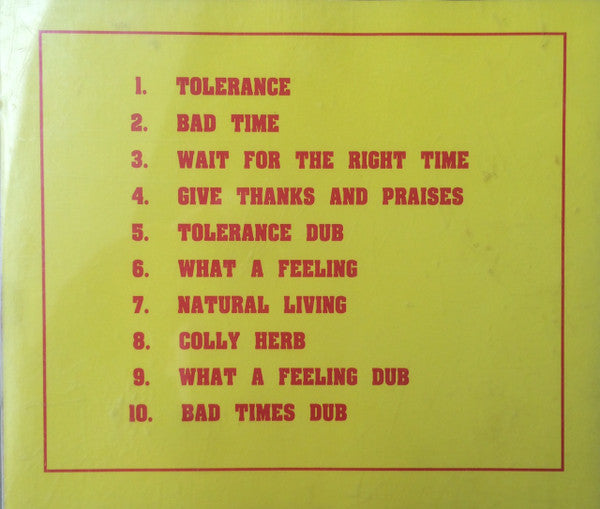 1. TOLERANCE
2. BAD TIME
3. WAIT FOR THE RIGHT TIME
4. GIVE THANKS AND PRAISES
5. TOLERANCE DUB
6. WHAT A FEELING
7. NATURAL LIVING
8. COLLY HERB
9. WHAT A FEELING DUB
10. BAD TIMES DUB